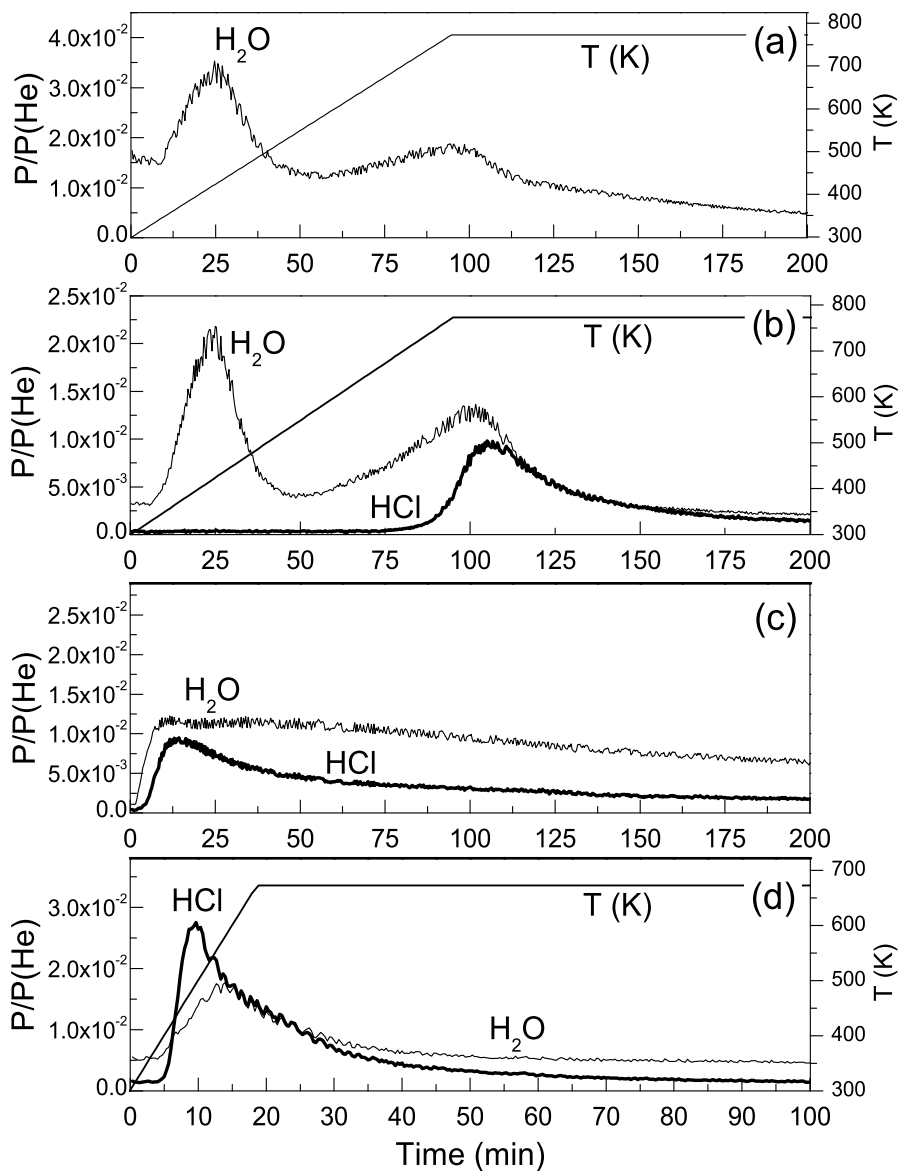 4.0x10⁻²
3.0x10⁻²
2.0x10⁻²
1.0x10⁻²
0.0
P/P(He)
H₂O
T (K)
(a)
800
700
600
500
400
300
T (K)
0 25 50 75 100 125 150 175 200
2.5x10⁻²
2.0x10⁻²
1.5x10⁻²
1.0x10⁻²
5.0x10⁻³
0.0
P/P(He)
H₂O
HCl
T (K)
(b)
800
700
600
500
400
300
T (K)
0 25 50 75 100 125 150 175 200
2.5x10⁻²
2.0x10⁻²
1.5x10⁻²
1.0x10⁻²
5.0x10⁻³
0.0
P/P(He)
H₂O
HCl
(c)
0 25 50 75 100 125 150 175 200
3.0x10⁻²
2.0x10⁻²
1.0x10⁻²
0.0
P/P(He)
HCl
H₂O
T (K)
(d)
700
600
500
400
300
T (K)
0 10 20 30 40 50 60 70 80 90 100
Time (min)